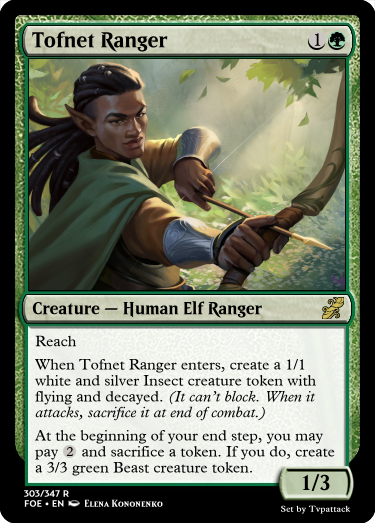 Tofnet Ranger 1
Creature — Human Elf Ranger
Reach
When Tofnet Ranger enters, create a 1/1
white and silver Insect creature token with
flying and decayed. (It can't block. When it
attacks, sacrifice it at end of combat.)
At the beginning of your end step, you may
pay 2 and sacrifice a token. If you do, create
a 3/3 green Beast creature token.
1/3
303/347 R
FOE • EN Elena Kononenko
Set by Tvpattack